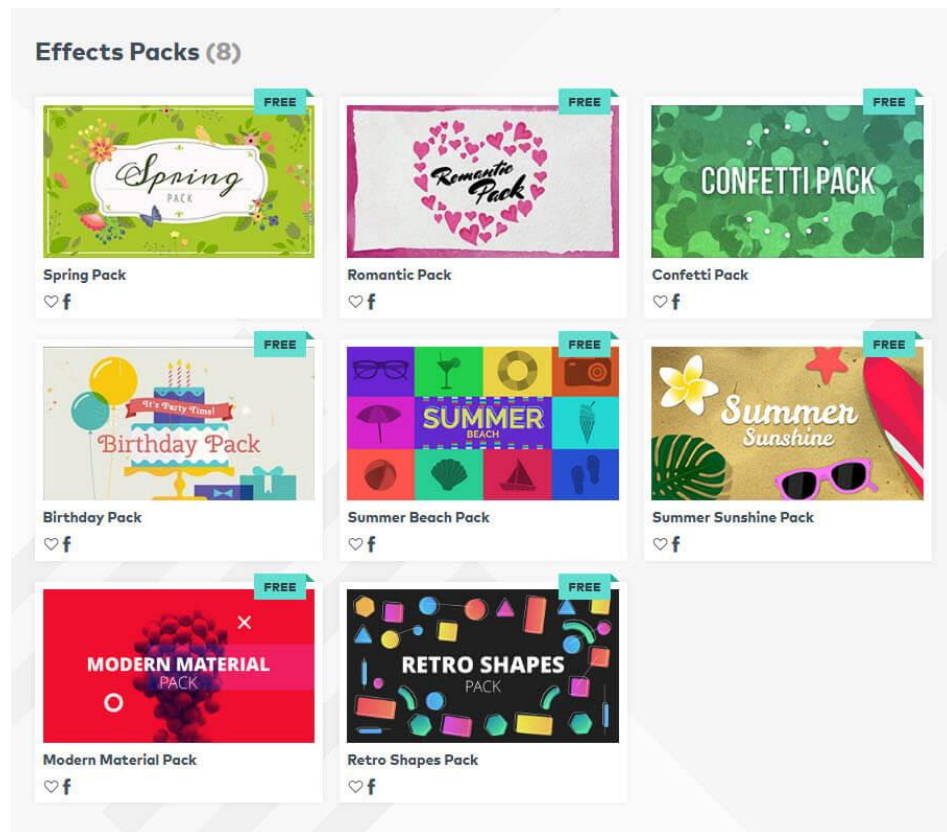 Effects Packs (8)
FREE
FREE
FREE
Spring
PACK
Romantic
Pack
CONFETTI PACK
Spring Pack
Romantic Pack
Confetti Pack
f
f
f
FREE
FREE
FREE
It's Party Time!
Birthday Pack
SUMMER
BEACH
Summer
Sunshine
Birthday Pack
Summer Beach Pack
Summer Sunshine Pack
f
f
f
FREE
FREE
MODERN MATERIAL
PACK
RETRO SHAPES
PACK
Modern Material Pack
Retro Shapes Pack
f
f